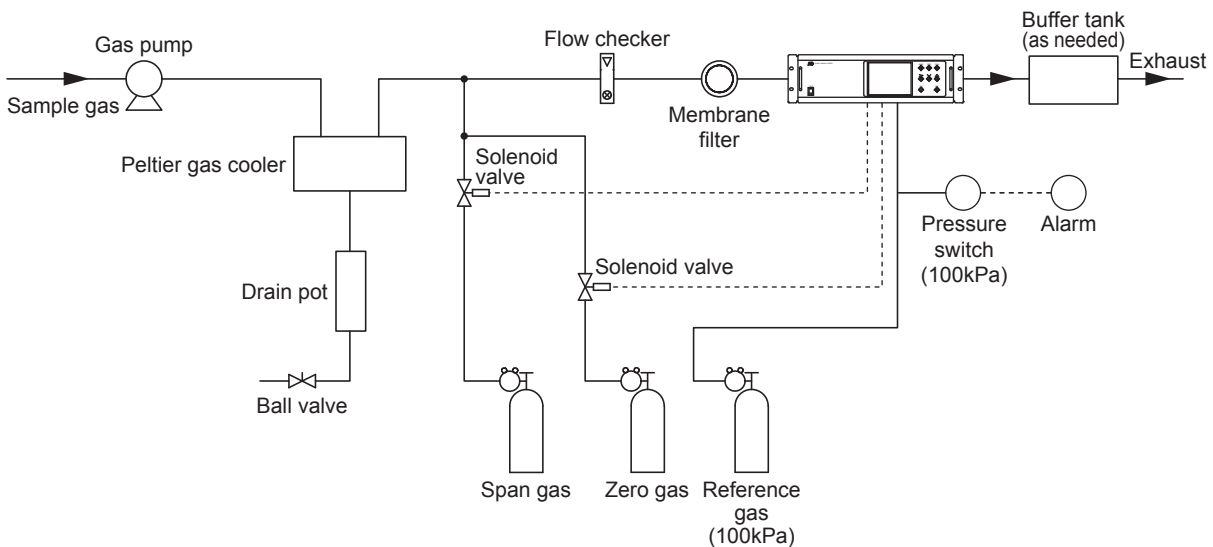 Gas pump
Sample gas
Peltier gas cooler
Drain pot
Ball valve
Flow checker
Membrane
filter
Buffer tank
(as needed)
Exhaust
Solenoid
valve
Solenoid valve
Pressure
switch
(100kPa)
Alarm
Span gas
Zero gas
Reference
gas
(100kPa)